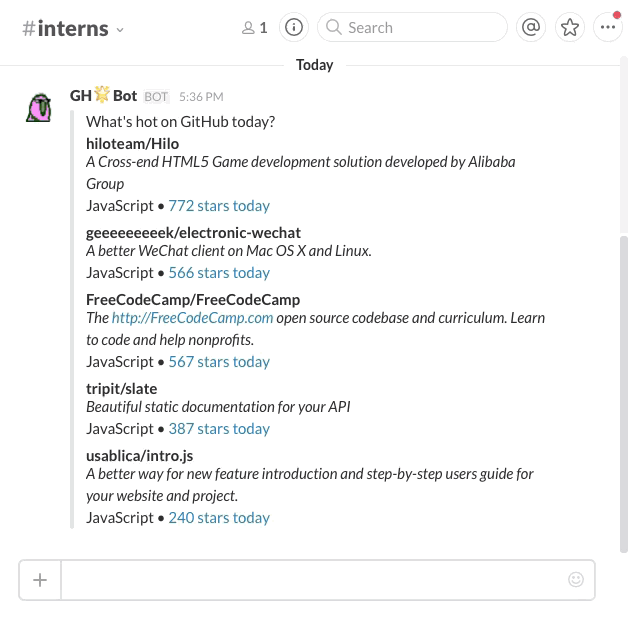 #interns
1
Search
Today
GH Bot BOT 5:36 PM
What's hot on GitHub today?
hiloteam/Hilo
A Cross-end HTML5 Game development solution developed by Alibaba
Group
JavaScript • 772 stars today
geeeeeeeeek/electronic-wechat
A better WeChat client on Mac OS X and Linux.
JavaScript • 566 stars today
FreeCodeCamp/FreeCodeCamp
The http://FreeCodeCamp.com open source codebase and curriculum. Learn
to code and help nonprofits.
JavaScript • 567 stars today
tripit/slate
Beautiful static documentation for your API
JavaScript • 387 stars today
usablica/intro.js
A better way for new feature introduction and step-by-step users guide for
your website and project.
JavaScript • 240 stars today